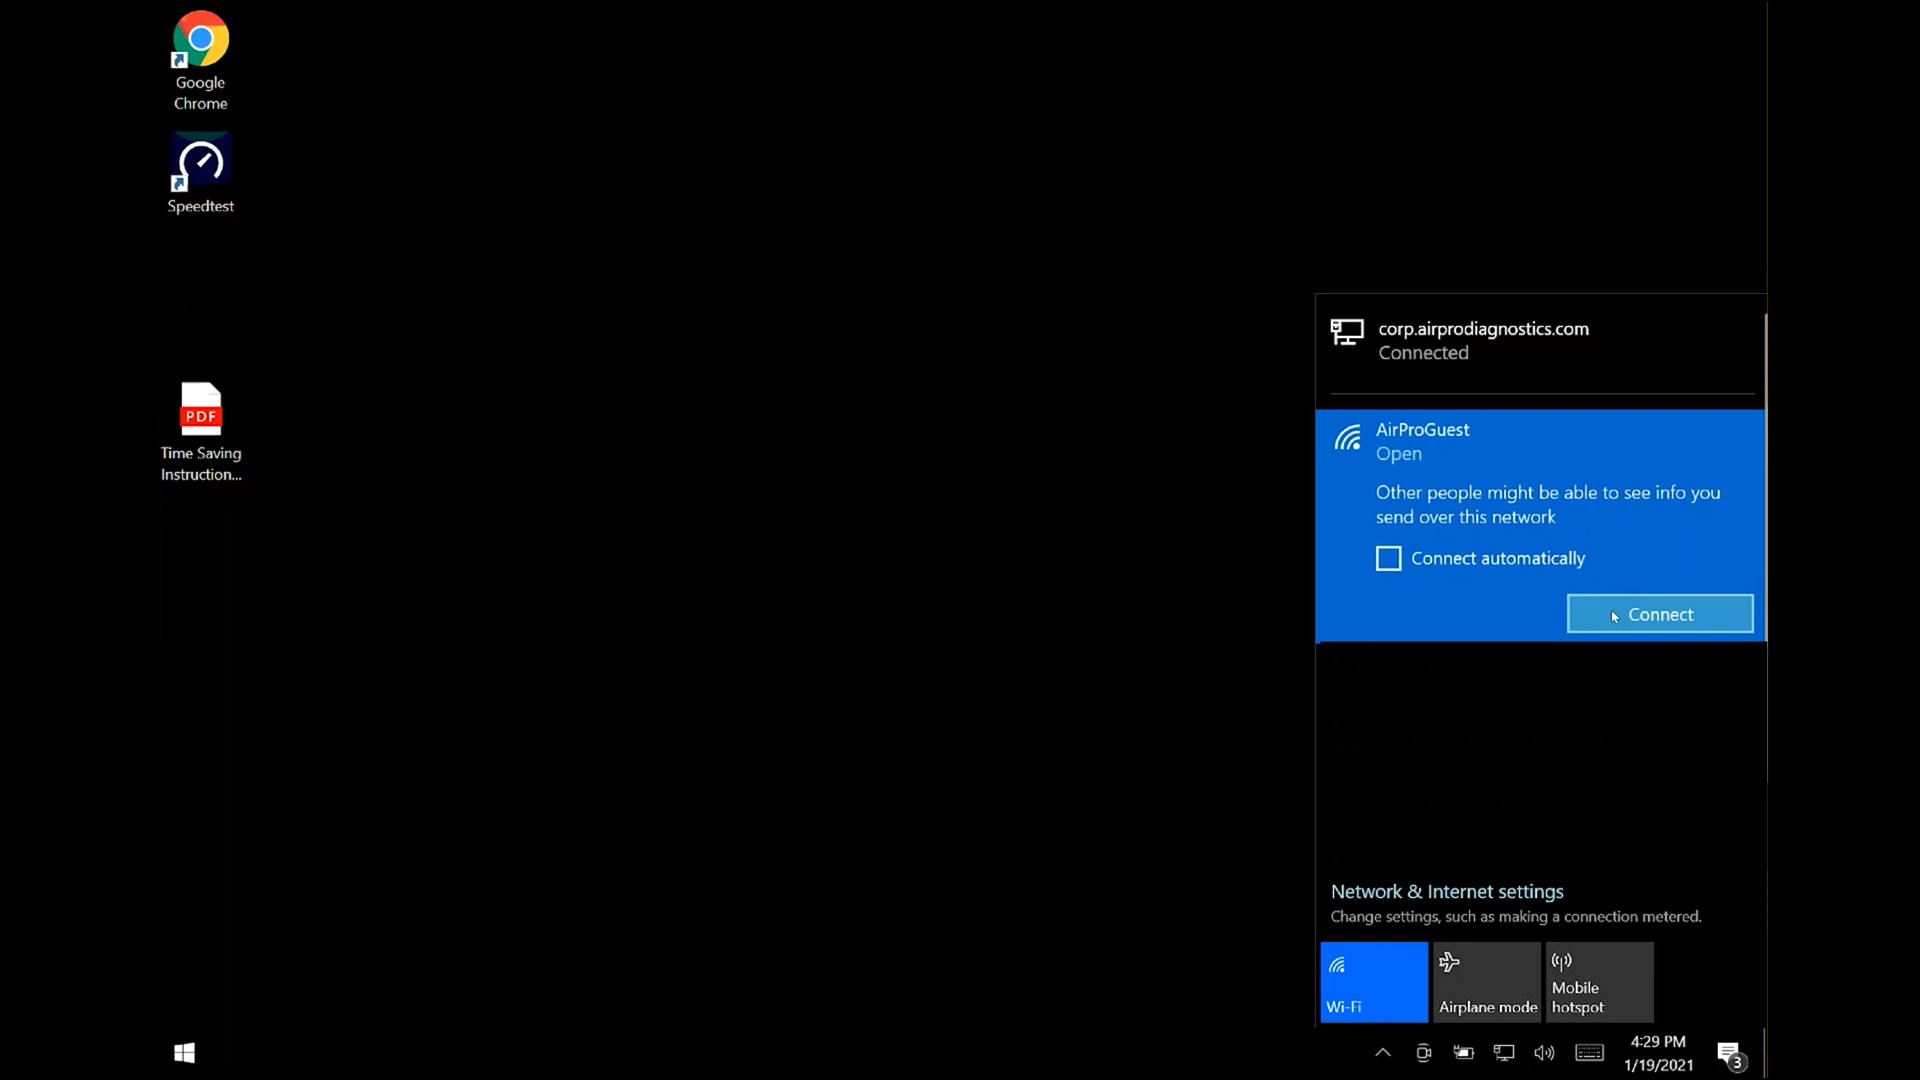 Google
Chrome
Speedtest
PDF
Time Saving
Instruction...
corp.airprodiagnostics.com
Connected
AirProGuest
Open
Other people might be able to see info you
send over this network
Connect automatically
Connect
Network & Internet settings
Change settings, such as making a connection metered.
Wi-Fi
Airplane mode
Mobile
hotspot
4:29 PM
1/19/2021
3